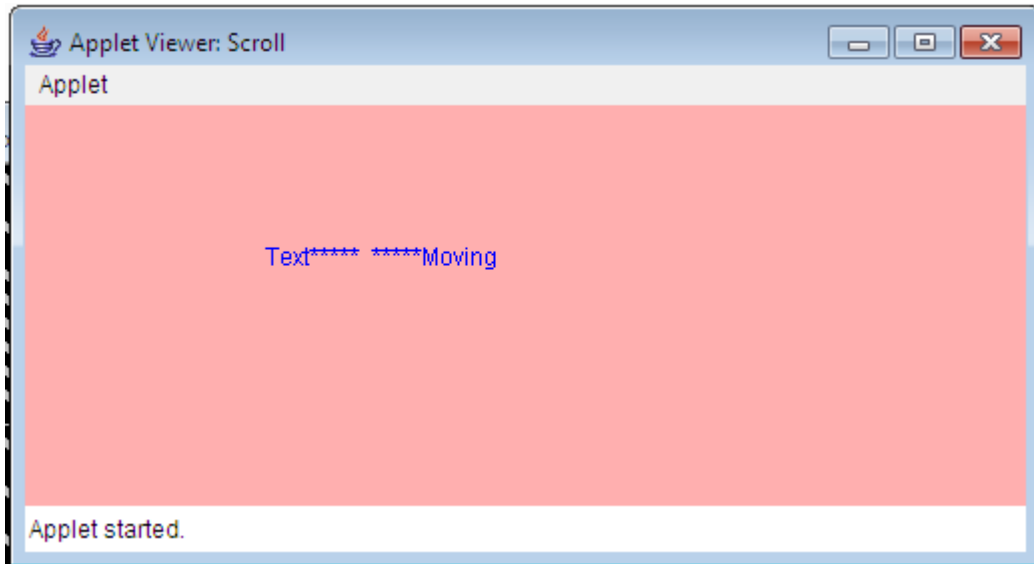 Applet Viewer: Scroll
Applet
Text***** *****Moving
Applet started.